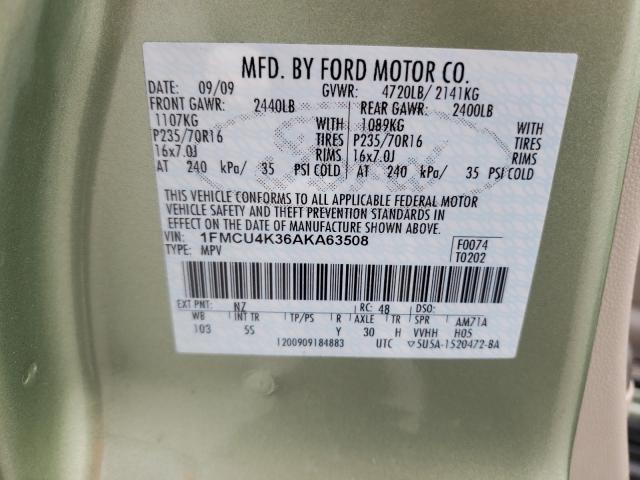 MFD. BY FORD MOTOR CO.
DATE: 09/09 GVWR: 4720LB/ 2141KG
FRONT GAWR: 2440LB REAR GAWR: 2400LB
1107KG WITH 1089KG WITH
P235/70R16 TIRES P235/70R16 TIRES
16x7.0J RIMS 16x7.0J RIMS
AT 240 kPa/ 35 PSI COLD AT 240 kPa/ 35 PSI COLD
THIS VEHICLE CONFORMS TO ALL APPLICABLE FEDERAL MOTOR
VEHICLE SAFETY AND THEFT PREVENTION STANDARDS IN
EFFECT ON THE DATE OF MANUFACTURE SHOWN ABOVE.
VIN: 1FMCU4K36AKA63508 F0074
TYPE: MPV T0202
EXT PNT: NZ RC: 48 DSO:
WB INT TR TP/PS R AXLE TR SPR AM71A
103 5S Y 30 H VVHH H05
1200909184883 UTC ▽5U5A-1520472-BA